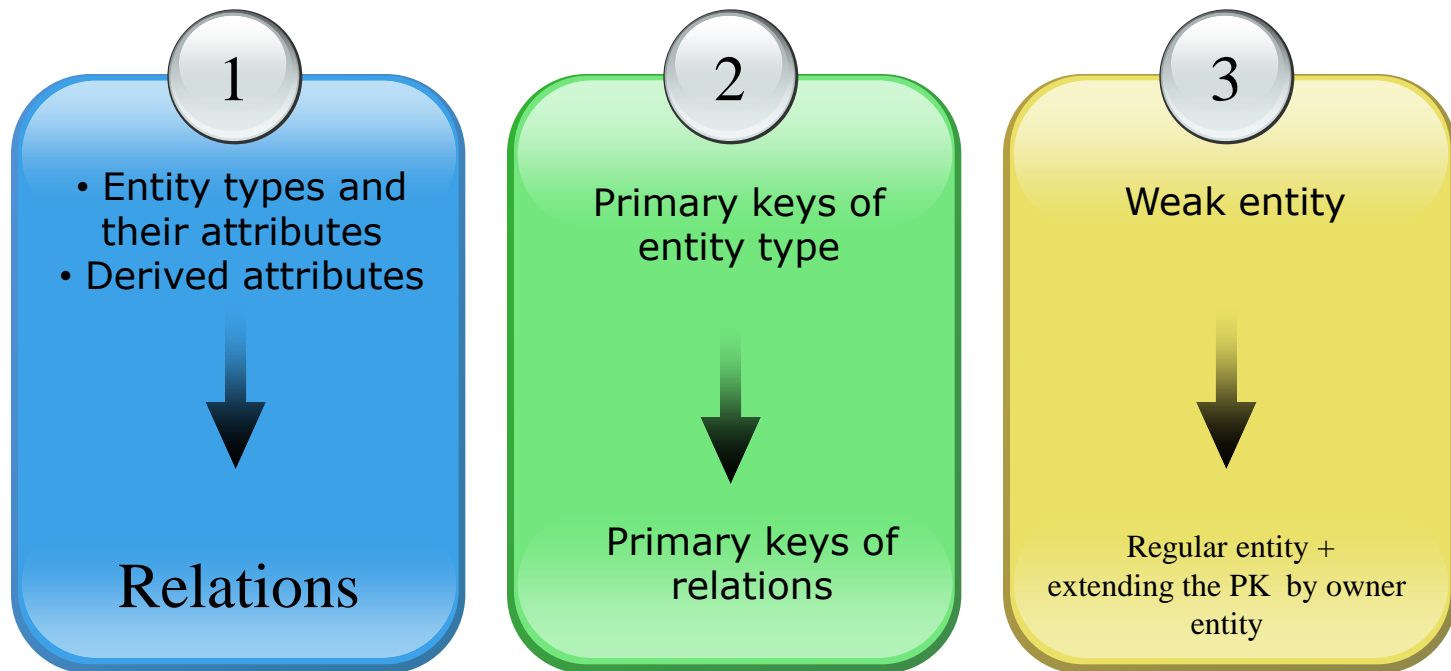 1
• Entity types and
their attributes
• Derived attributes
Relations
2
Primary keys of
entity type
Primary keys of
relations
3
Weak entity
Regular entity +
extending the PK by owner
entity